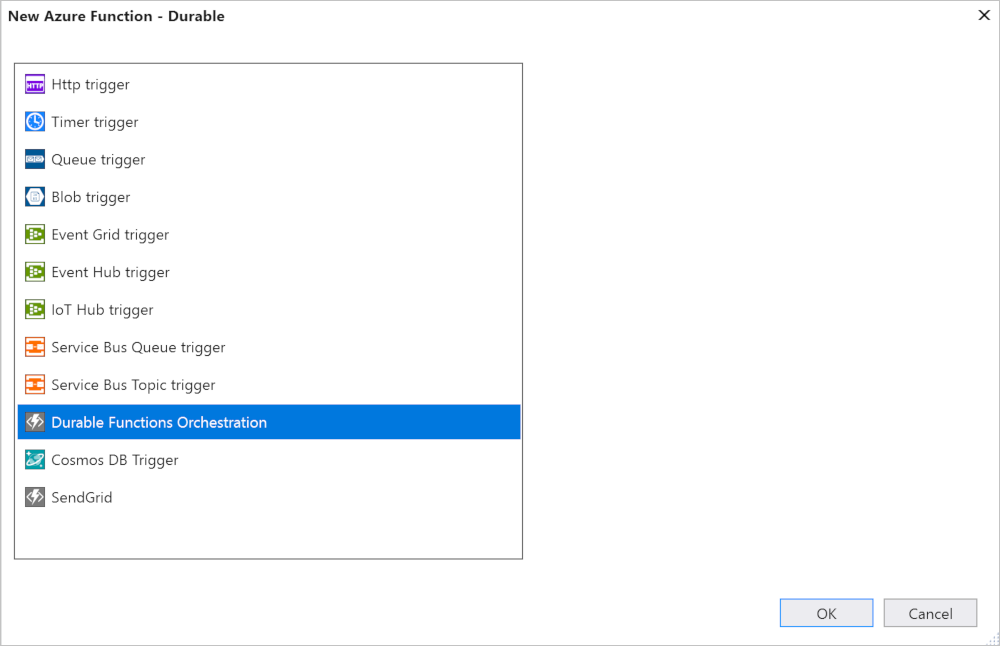 New Azure Function - Durable
HTTP Http trigger
Timer trigger
Queue trigger
Blob trigger
Event Grid trigger
Event Hub trigger
IoT Hub trigger
Service Bus Queue trigger
Service Bus Topic trigger
Durable Functions Orchestration
Cosmos DB Trigger
SendGrid
OK Cancel